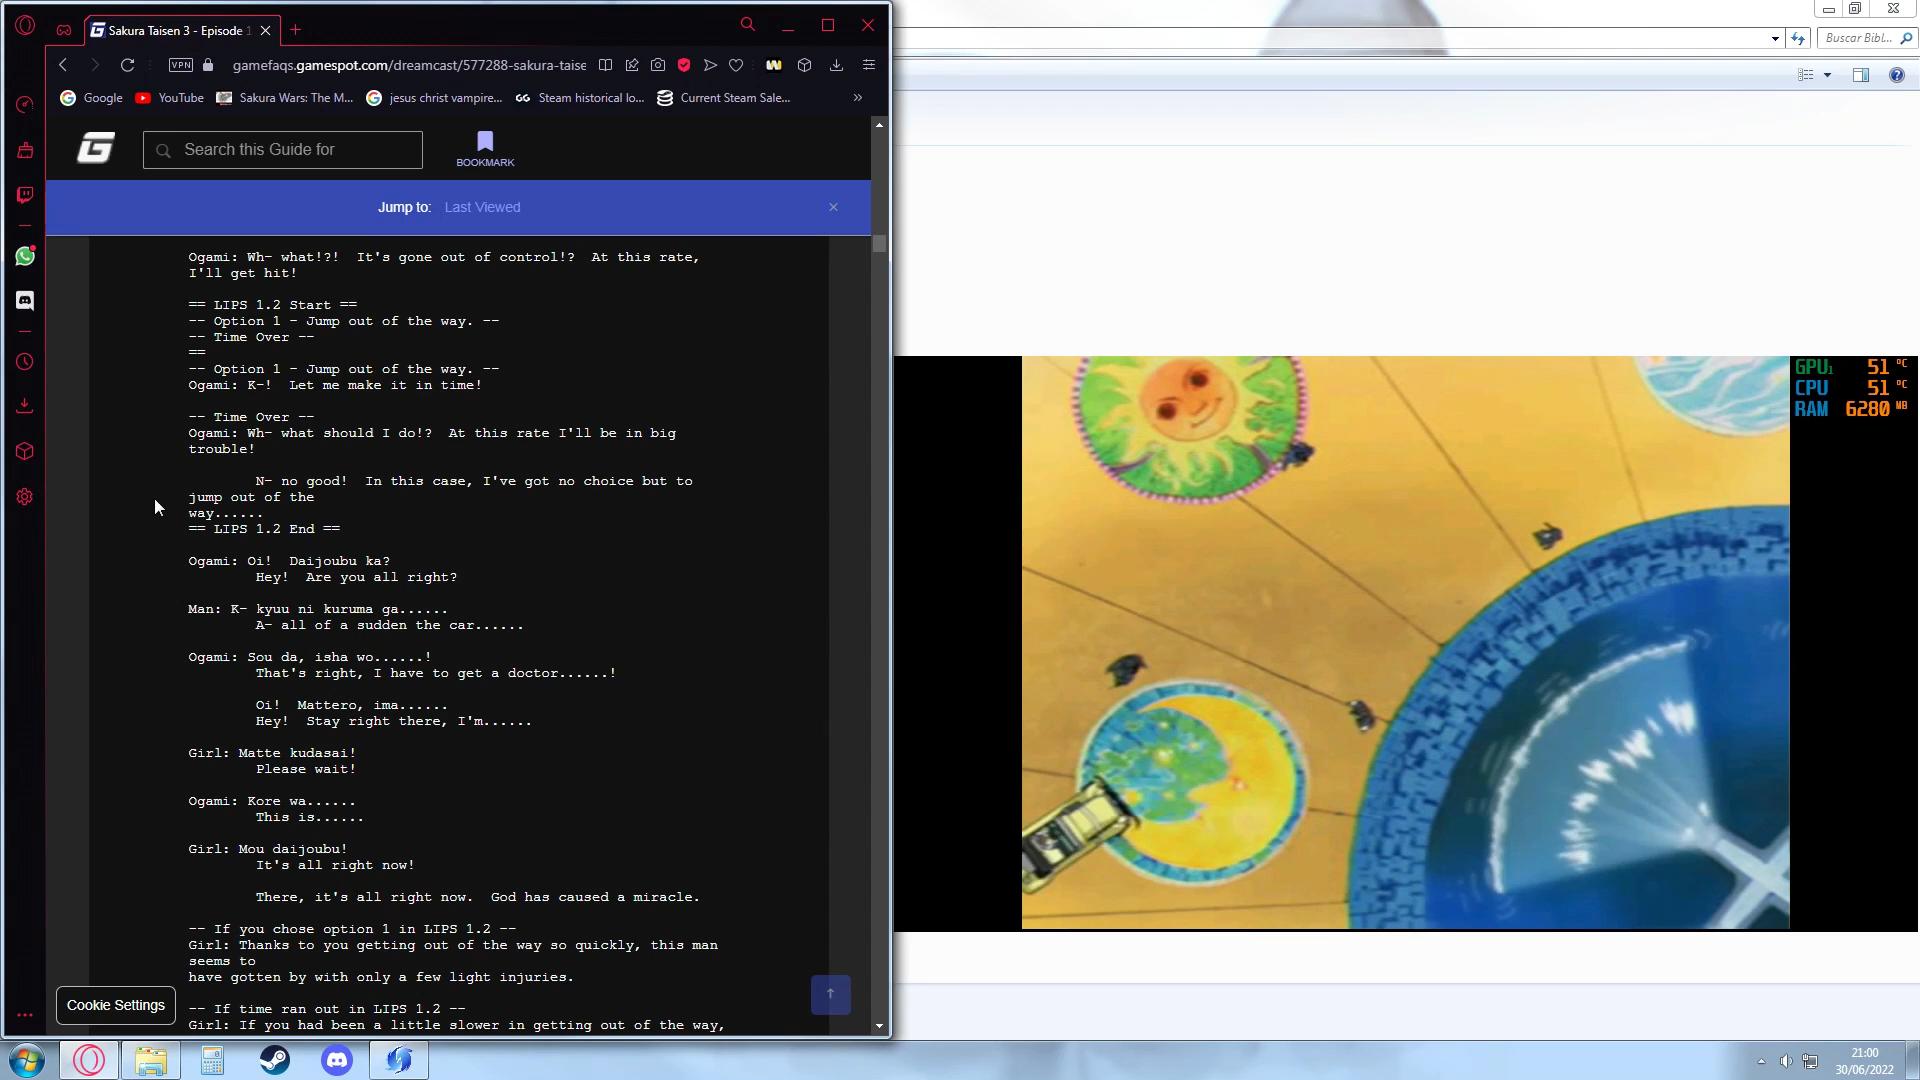 Sakura Taisen 3 - Episode 1
VPN
gamefaqs.gamespot.com/dreamcast/577288-sakura-taise
Google
YouTube
Sakura Wars: The M...
jesus christ vampire...
Steam historical lo...
Current Steam Sale...
Search this Guide for
BOOKMARK
Jump to: Last Viewed
Ogami: Wh- what!?! It's gone out of control!? At this rate,
I'll get hit!
== LIPS 1.2 Start ==
-- Option 1 - Jump out of the way. --
-- Time Over --
==
-- Option 1 - Jump out of the way. --
Ogami: K-! Let me make it in time!
-- Time Over --
Ogami: Wh- what should I do!? At this rate I'll be in big
trouble!
N- no good! In this case, I've got no choice but to
jump out of the
way......
== LIPS 1.2 End ==
Ogami: Oi! Daijoubu ka?
Hey! Are you all right?
Man: K- kyuu ni kuruma ga......
A- all of a sudden the car......
Ogami: Sou da, isha wo......!
That's right, I have to get a doctor......!
Oi! Mattero, ima......
Hey! Stay right there, I'm......
Girl: Matte kudasai!
Please wait!
Ogami: Kore wa......
This is......
Girl: Mou daijoubu!
It's all right now!
There, it's all right now. God has caused a miracle.
-- If you chose option 1 in LIPS 1.2 --
Girl: Thanks to you getting out of the way so quickly, this man
seems to
have gotten by with only a few light injuries.
-- If time ran out in LIPS 1.2 --
Girl: If you had been a little slower in getting out of the way,
Cookie Settings
Buscar Bibl...
GPU1 51 °C
CPU 51 °C
RAM 6280 MB
21:00
30/06/2022